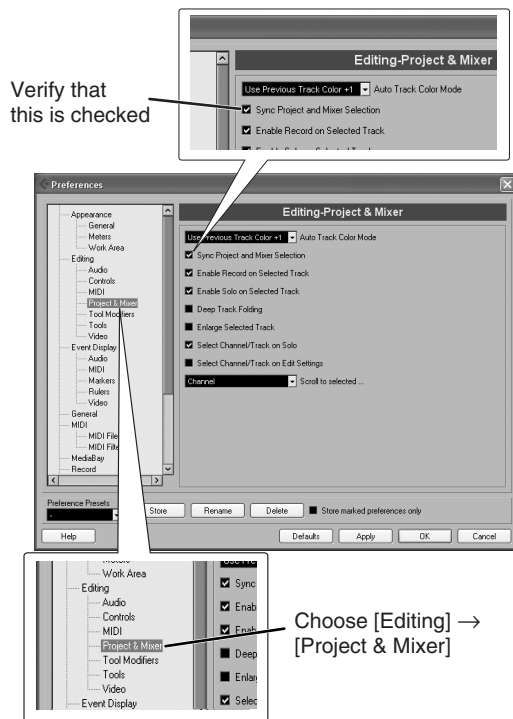 Editing-Project & Mixer
Use Previous Track Color +1 Auto Track Color Mode
Sync Project and Mixer Selection
Enable Record on Selected Track
Verify that
this is checked
Preferences
Appearance
General
Meters
Work Area
Editing
Audio
Controls
MIDI
Project & Mixer
Tool Modifiers
Tools
Video
Event Display
Audio
MIDI
Markers
Rulers
Video
General
MIDI
MIDI File
MIDI Filte
MediaBay
Record
Editing-Project & Mixer
Use Previous Track Color +1 Auto Track Color Mode
Sync Project and Mixer Selection
Enable Record on Selected Track
Enable Solo on Selected Track
Deep Track Folding
Enlarge Selected Track
Select Channel/Track on Solo
Select Channel/Track on Edit Settings
Channel Scroll to selected ...
Preference Presets
-
Store
Rename
Delete
Store marked preferences only
Help
Defaults
Apply
OK
Cancel
Work Area
Editing
Audio
Controls
MIDI
Project & Mixer
Tool Modifiers
Tools
Video
Event Display
Sync
Enab
Enab
Deep
Enlar
Selec
Choose [Editing] →
[Project & Mixer]